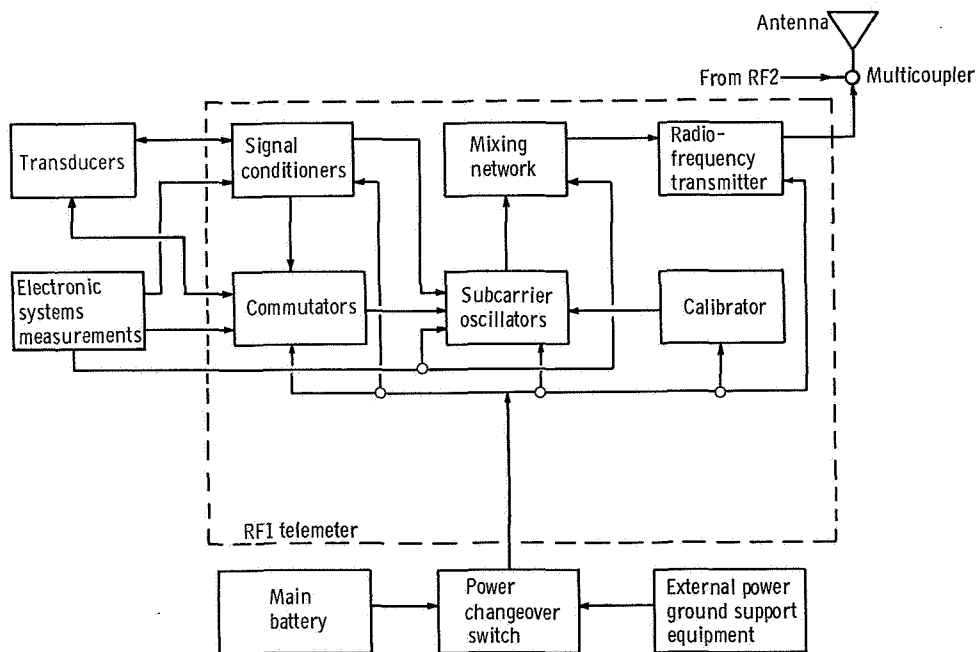 Antenna
From RF2
Multicoupler
Transducers
Signal
conditioners
Mixing
network
Radio-
frequency
transmitter
Electronic
systems
measurements
Commutators
Subcarrier
oscillators
Calibrator
RF1 telemeter
Main
battery
Power
changeover
switch
External power
ground support
equipment